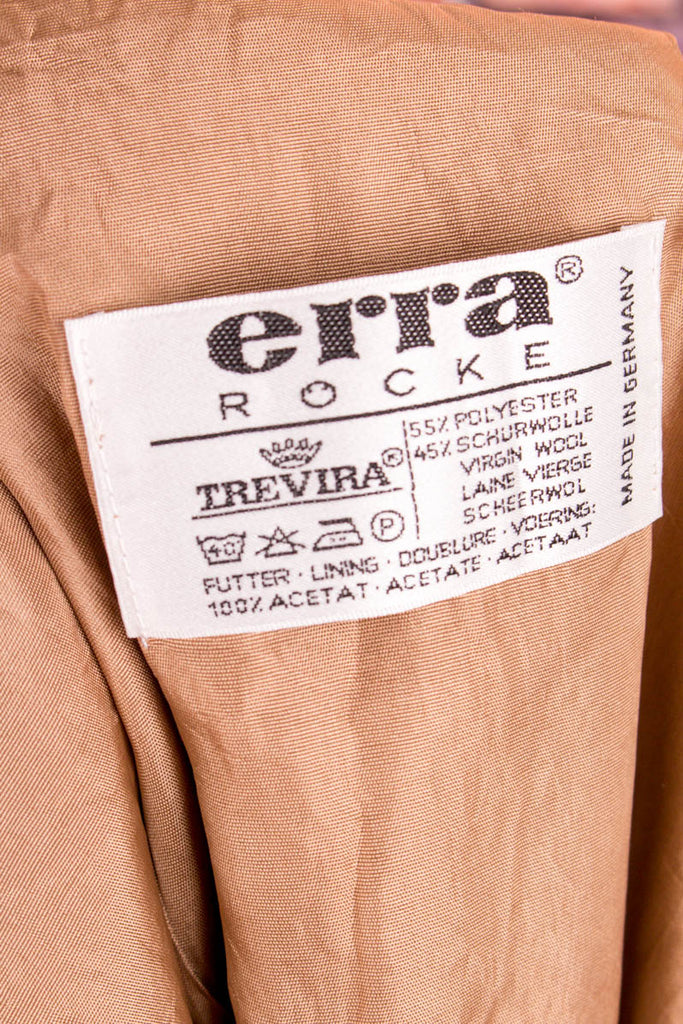 erra®
ROCKE
TREVIRA®
55% POLYESTER
45% SCHURWOLLE
VIRGIN WOOL
LAINE VIERGE
SCHEERWOL
40 P
FUTTER · LINING · DOUBLURE · VOERING:
100% ACETAT · ACETATE · ACETAAT
MADE IN GERMANY